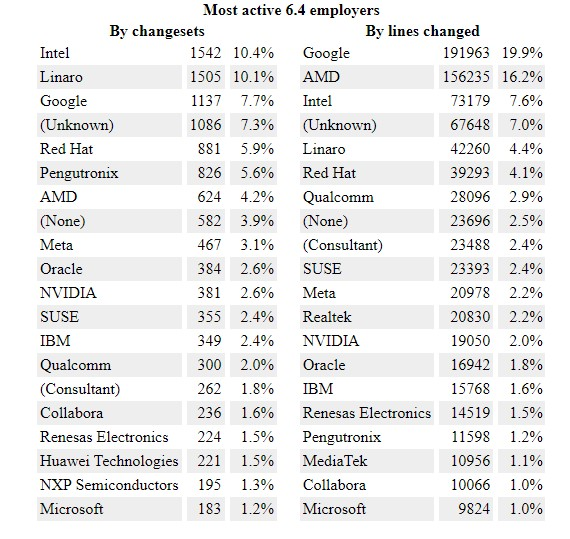 Most active 6.4 employers
By changesets By lines changed
Intel 1542 10.4% Google 191963 19.9%
Linaro 1505 10.1% AMD 156235 16.2%
Google 1137 7.7% Intel 73179 7.6%
(Unknown) 1086 7.3% (Unknown) 67648 7.0%
Red Hat 881 5.9% Linaro 42260 4.4%
Pengutronix 826 5.6% Red Hat 39293 4.1%
AMD 624 4.2% Qualcomm 28096 2.9%
(None) 582 3.9% (None) 23696 2.5%
Meta 467 3.1% (Consultant) 23488 2.4%
Oracle 384 2.6% SUSE 23393 2.4%
NVIDIA 381 2.6% Meta 20978 2.2%
SUSE 355 2.4% Realtek 20830 2.2%
IBM 349 2.4% NVIDIA 19050 2.0%
Qualcomm 300 2.0% Oracle 16942 1.8%
(Consultant) 262 1.8% IBM 15768 1.6%
Collabora 236 1.6% Renesas Electronics 14519 1.5%
Renesas Electronics 224 1.5% Pengutronix 11598 1.2%
Huawei Technologies 221 1.5% MediaTek 10956 1.1%
NXP Semiconductors 195 1.3% Collabora 10066 1.0%
Microsoft 183 1.2% Microsoft 9824 1.0%